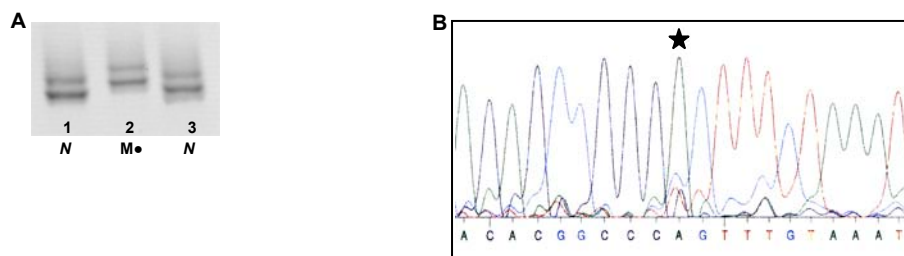 A
1 2 3
N M● N
B
A C A C G G C C C A G T T T G T A A A T